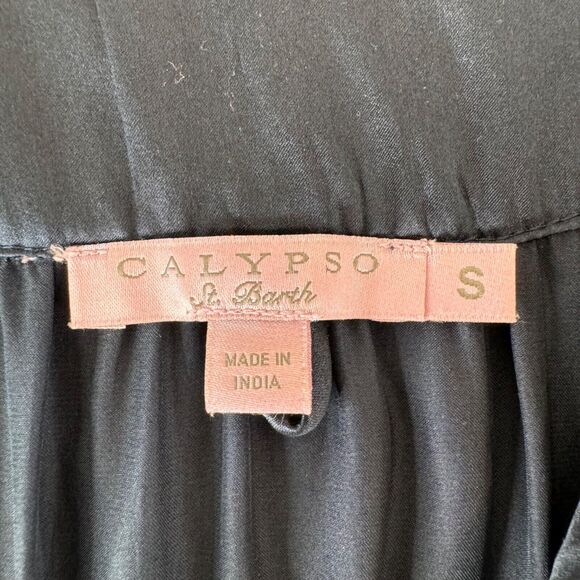 CALYPSO
St. Barth
S
MADE IN
INDIA